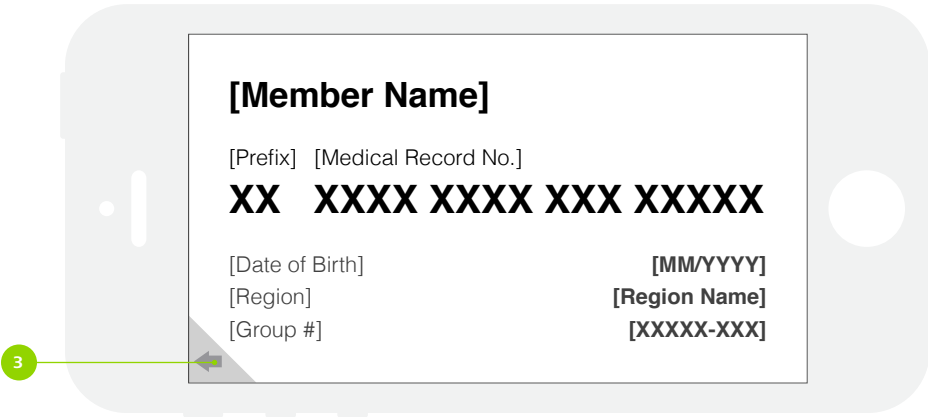 [Member Name]
[Prefix] [Medical Record No.]
XX XXXX XXXX XXX XXXXX
[Date of Birth] [MM/YYYY]
[Region] [Region Name]
[Group #] [XXXXX-XXX]
3